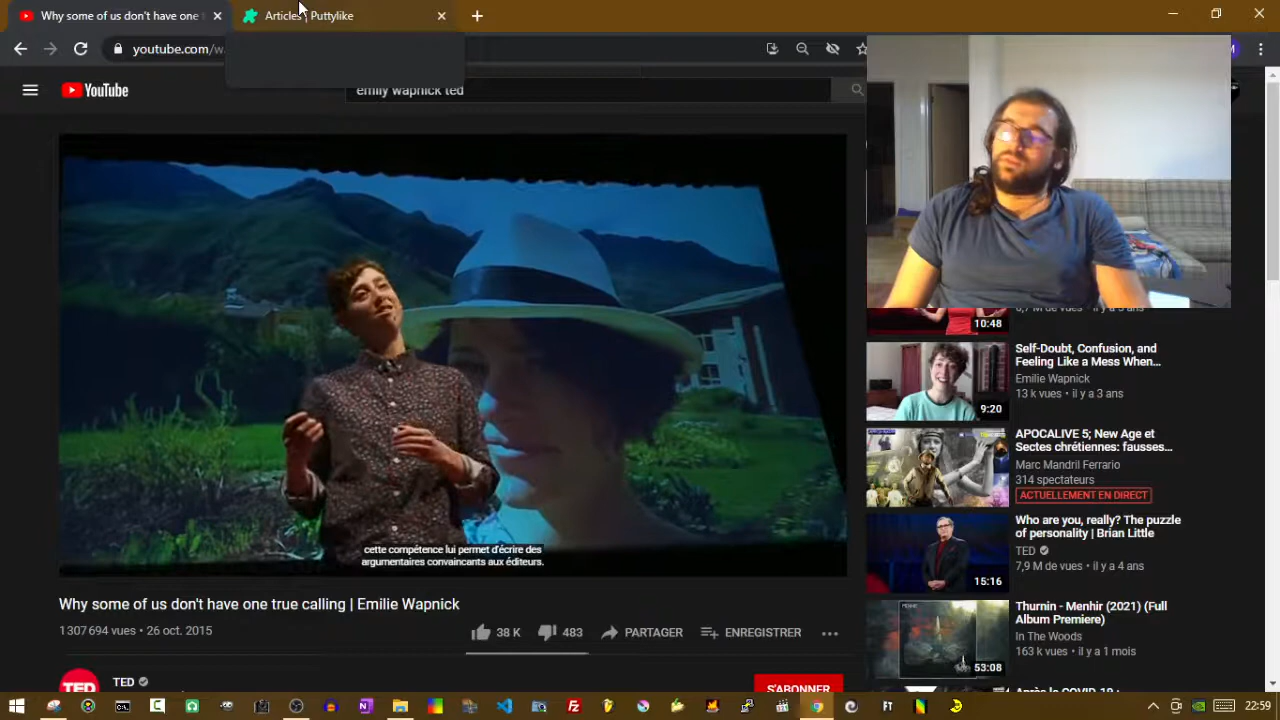 Why some of us don't have one
Articles | Puttylike
youtube.com/w
YouTube
emily wapnick ted
cette compétence lui permet d'écrire des
argumentaires convaincants aux éditeurs.
Why some of us don't have one true calling | Emilie Wapnick
1 307 694 vues • 26 oct. 2015
38 K
483
PARTAGER
ENREGISTRER
TED
TED
S'ABONNER
10:48
Self-Doubt, Confusion, and
Feeling Like a Mess When...
Emilie Wapnick
13 k vues • il y a 3 ans
9:20
APOCALIVE 5; New Age et
Sectes chrétiennes: fausses...
Marc Mandril Ferrario
314 spectateurs
ACTUELLEMENT EN DIRECT
Who are you, really? The puzzle
of personality | Brian Little
TED
7,9 M de vues • il y a 4 ans
15:16
Thurnin - Menhir (2021) (Full
Album Premiere)
In The Woods
163 k vues • il y a 1 mois
53:08
22:59